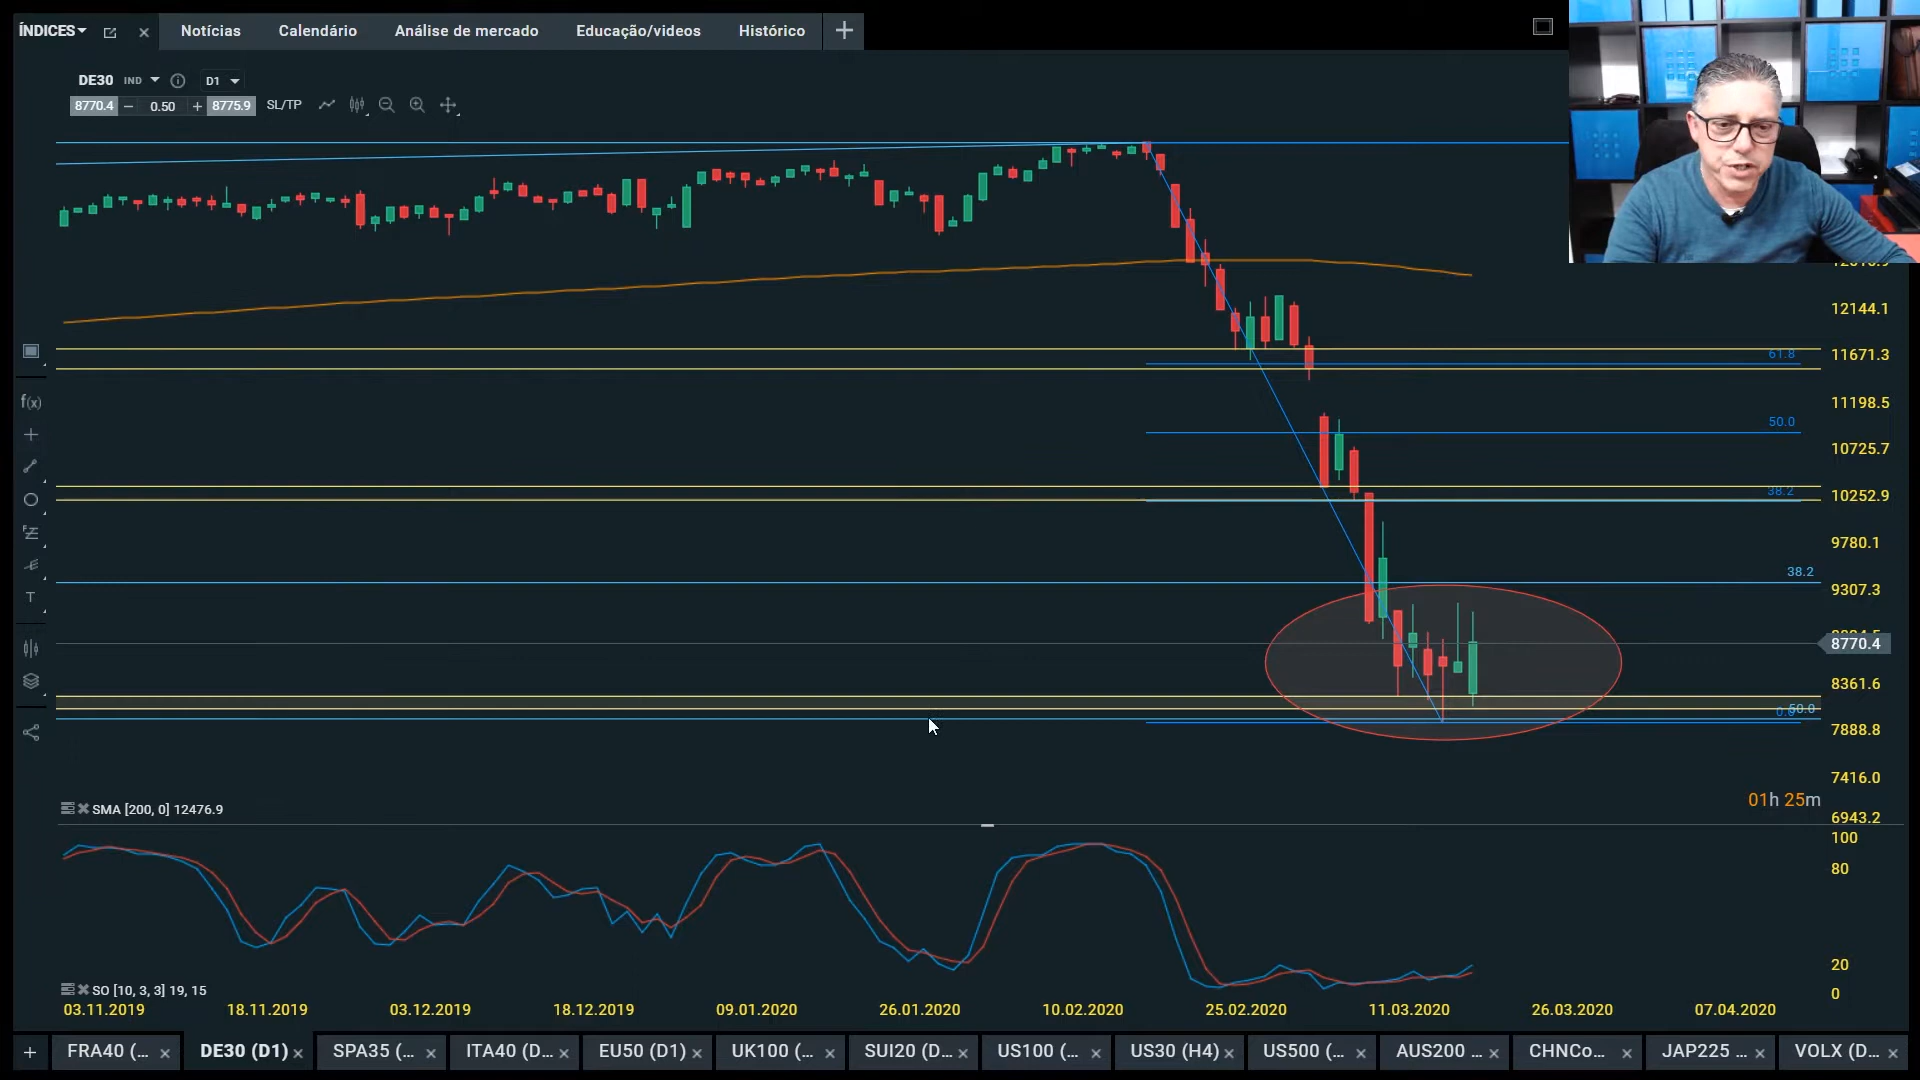 ÍNDICES Notícias Calendário Análise de mercado Educação/videos Histórico +
DE30 IND D1
8770.4 − 0.50 + 8775.9 SL/TP
12144.1
61.8
11671.3
f(x)
11198.5
50.0
10725.7
38.2
10252.9
9780.1
38.2
9307.3
T
8770.4
8361.6
0.0
50.0
7888.8
7416.0
01h 25m
SMA [200, 0] 12476.9
6943.2
100
80
20
SO [10, 3, 3] 19, 15
0
03.11.2019 18.11.2019 03.12.2019 18.12.2019 09.01.2020 26.01.2020 10.02.2020 25.02.2020 11.03.2020 26.03.2020 07.04.2020
+ FRA40 (... DE30 (D1) SPA35 (... ITA40 (D... EU50 (D1) UK100 (... SUI20 (D... US100 (... US30 (H4) US500 (... AUS200 ... CHNCo... JAP225 ... VOLX (D...